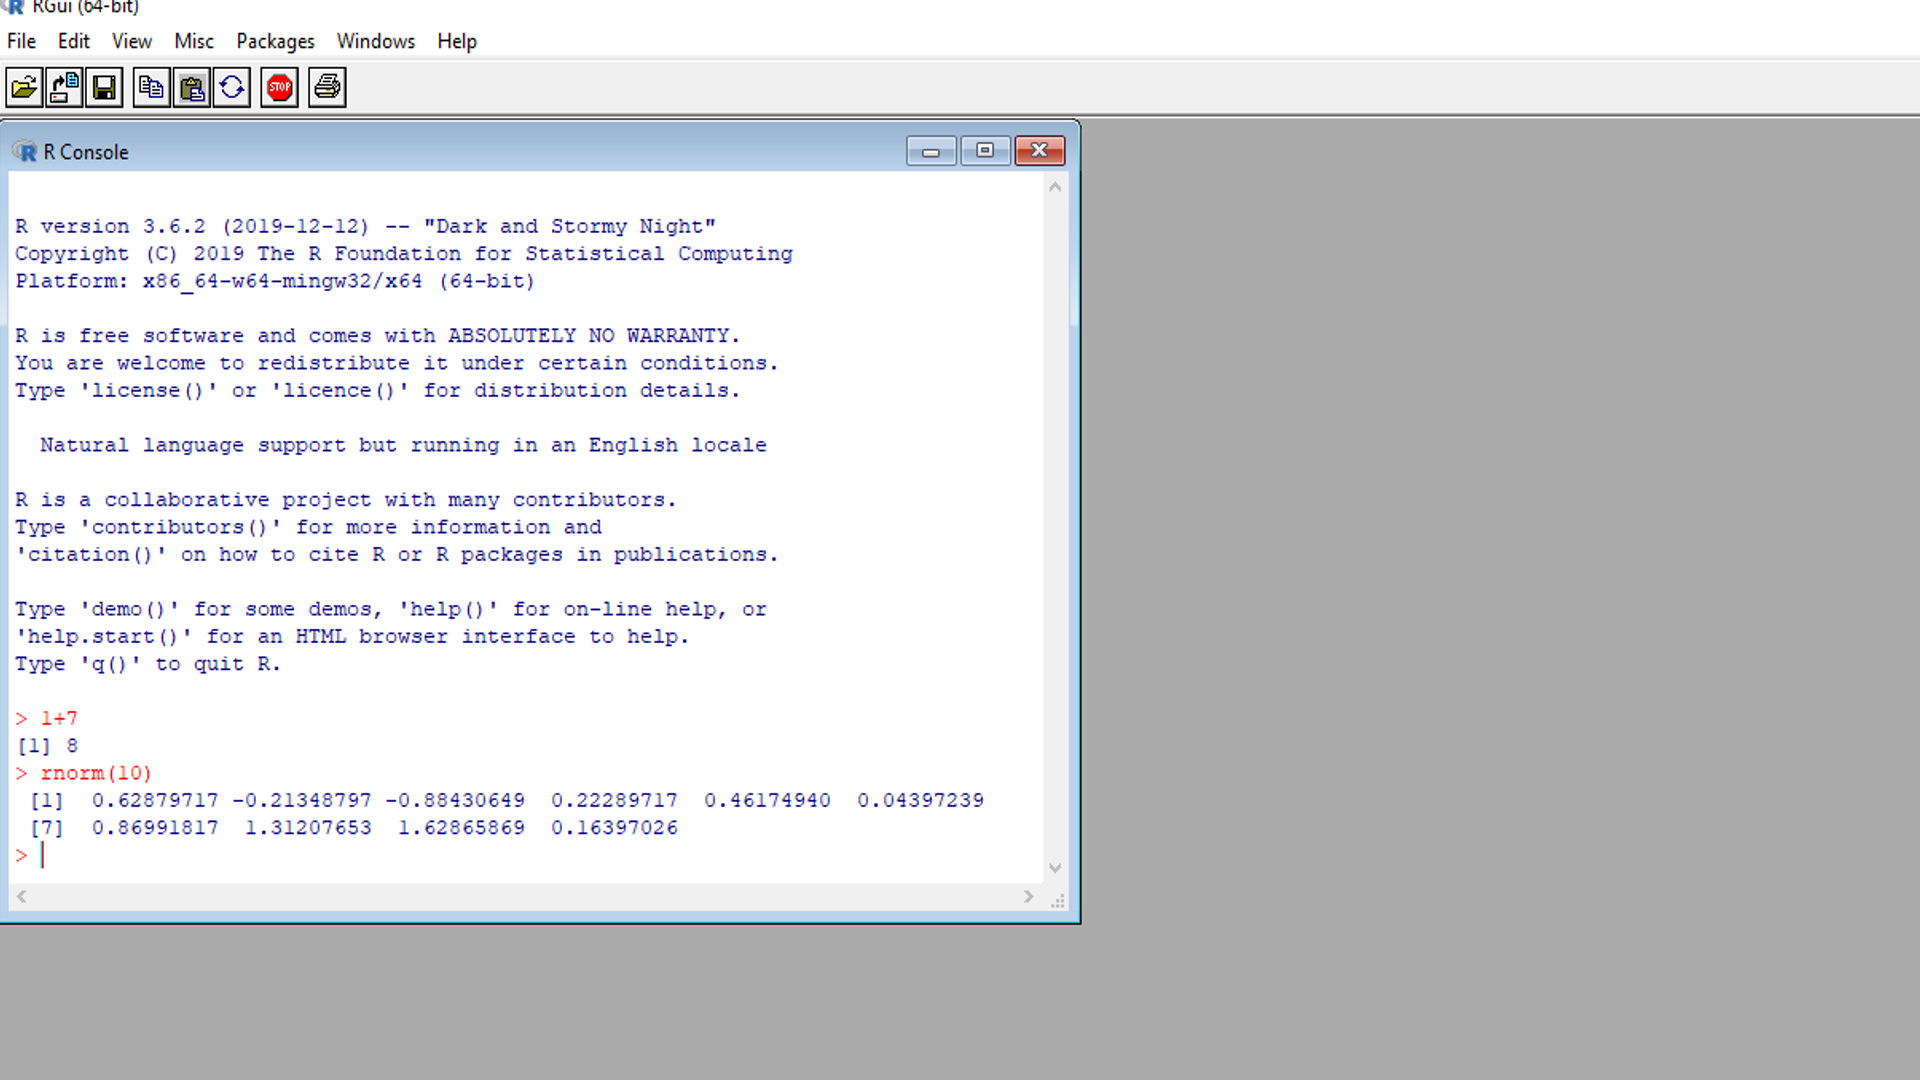 RGui (64-bit)
File Edit View Misc Packages Windows Help
STOP
R Console
R version 3.6.2 (2019-12-12) -- "Dark and Stormy Night"
Copyright (C) 2019 The R Foundation for Statistical Computing
Platform: x86_64-w64-mingw32/x64 (64-bit)
R is free software and comes with ABSOLUTELY NO WARRANTY.
You are welcome to redistribute it under certain conditions.
Type 'license()' or 'licence()' for distribution details.
Natural language support but running in an English locale
R is a collaborative project with many contributors.
Type 'contributors()' for more information and
'citation()' on how to cite R or R packages in publications.
Type 'demo()' for some demos, 'help()' for on-line help, or
'help.start()' for an HTML browser interface to help.
Type 'q()' to quit R.
> 1+7
[1] 8
> rnorm(10)
[1] 0.62879717 -0.21348797 -0.88430649 0.22289717 0.46174940 0.04397239
[7] 0.86991817 1.31207653 1.62865869 0.16397026
>